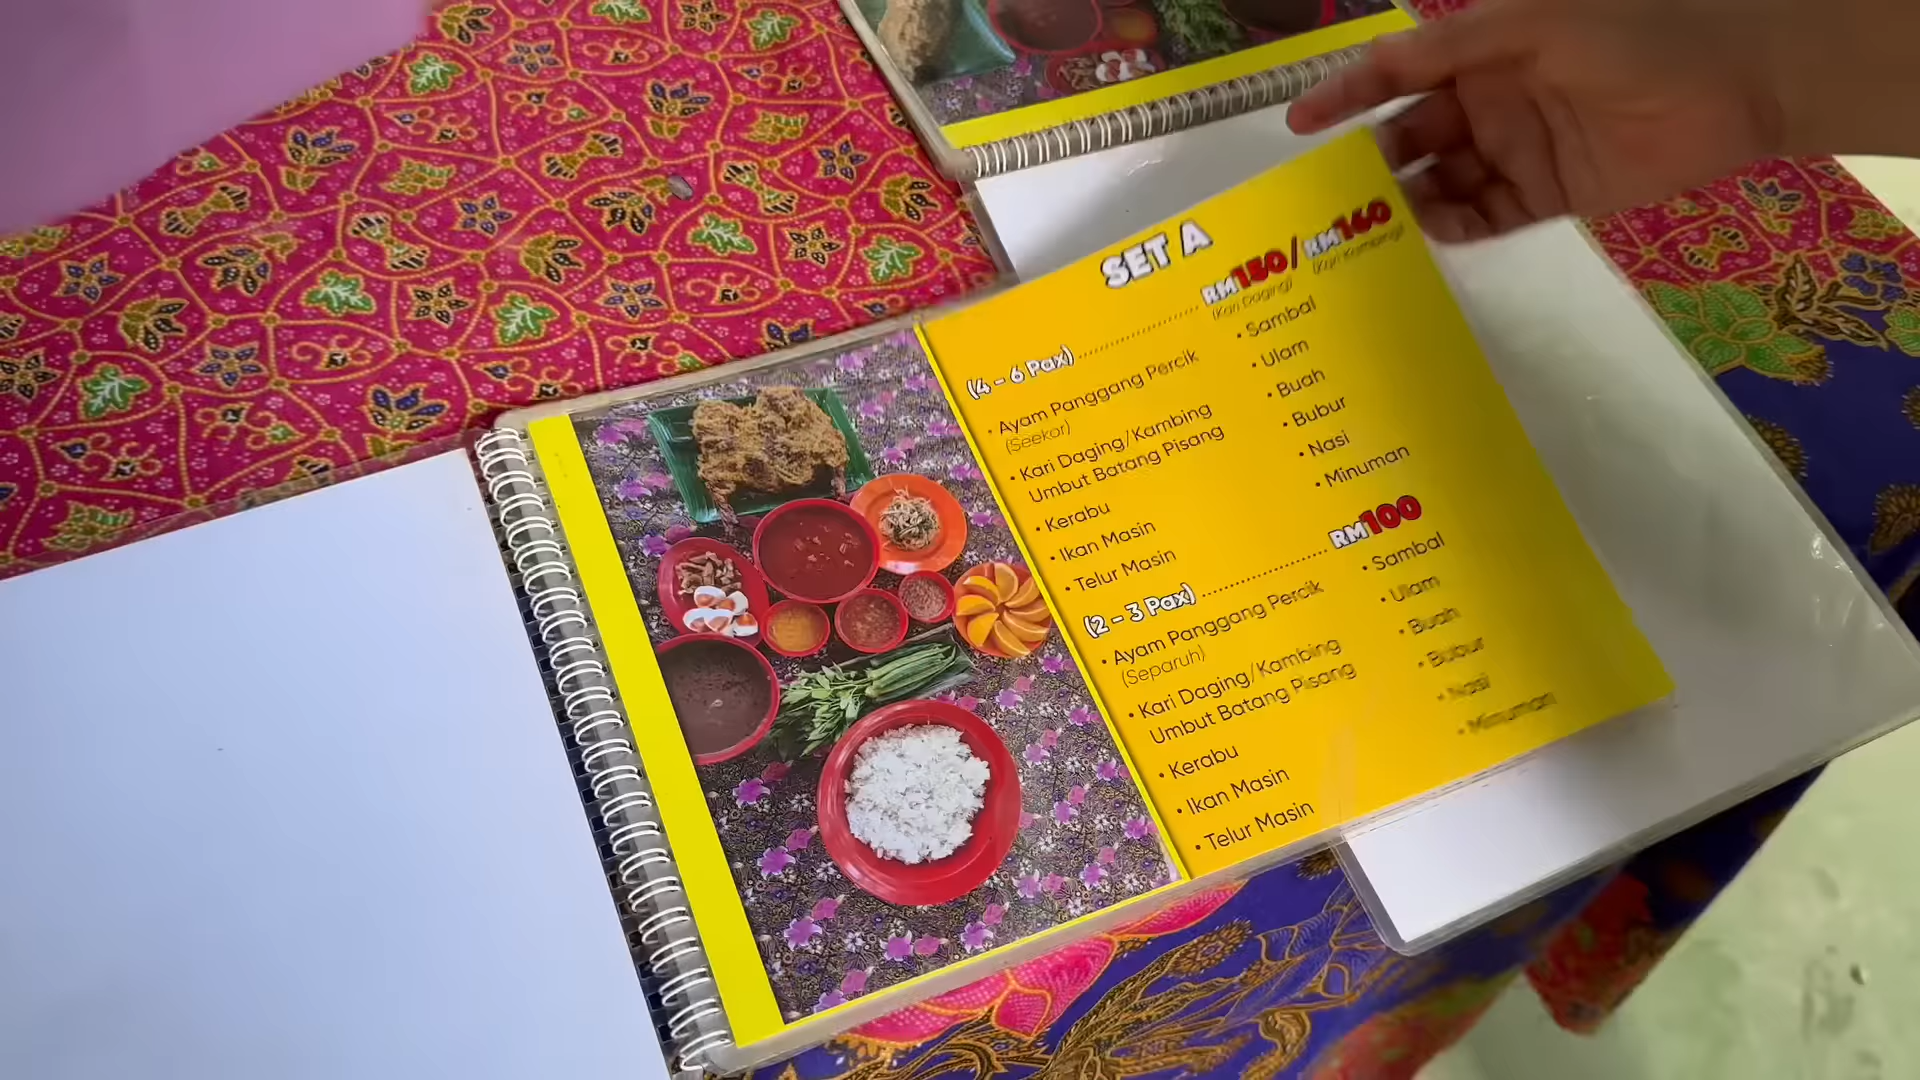 SET A
(4 - 6 Pax) RM150/RM160
(Kari Daging) (Kari Kambing)
• Ayam Panggang Percik
(Seekor)
• Kari Daging/Kambing
Umbut Batang Pisang
• Kerabu
• Ikan Masin
• Telur Masin
• Sambal
• Ulam
• Buah
• Bubur
• Nasi
• Minuman
(2 - 3 Pax) RM100
• Ayam Panggang Percik
(Separuh)
• Kari Daging/Kambing
Umbut Batang Pisang
• Kerabu
• Ikan Masin
• Telur Masin
• Sambal
• Ulam
• Buah
• Bubur
• Nasi
• Minuman